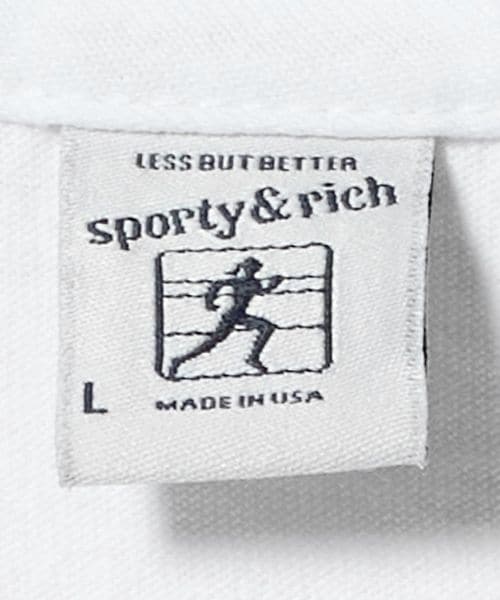 LESS BUT BETTER
sporty & rich
L
MADE IN USA